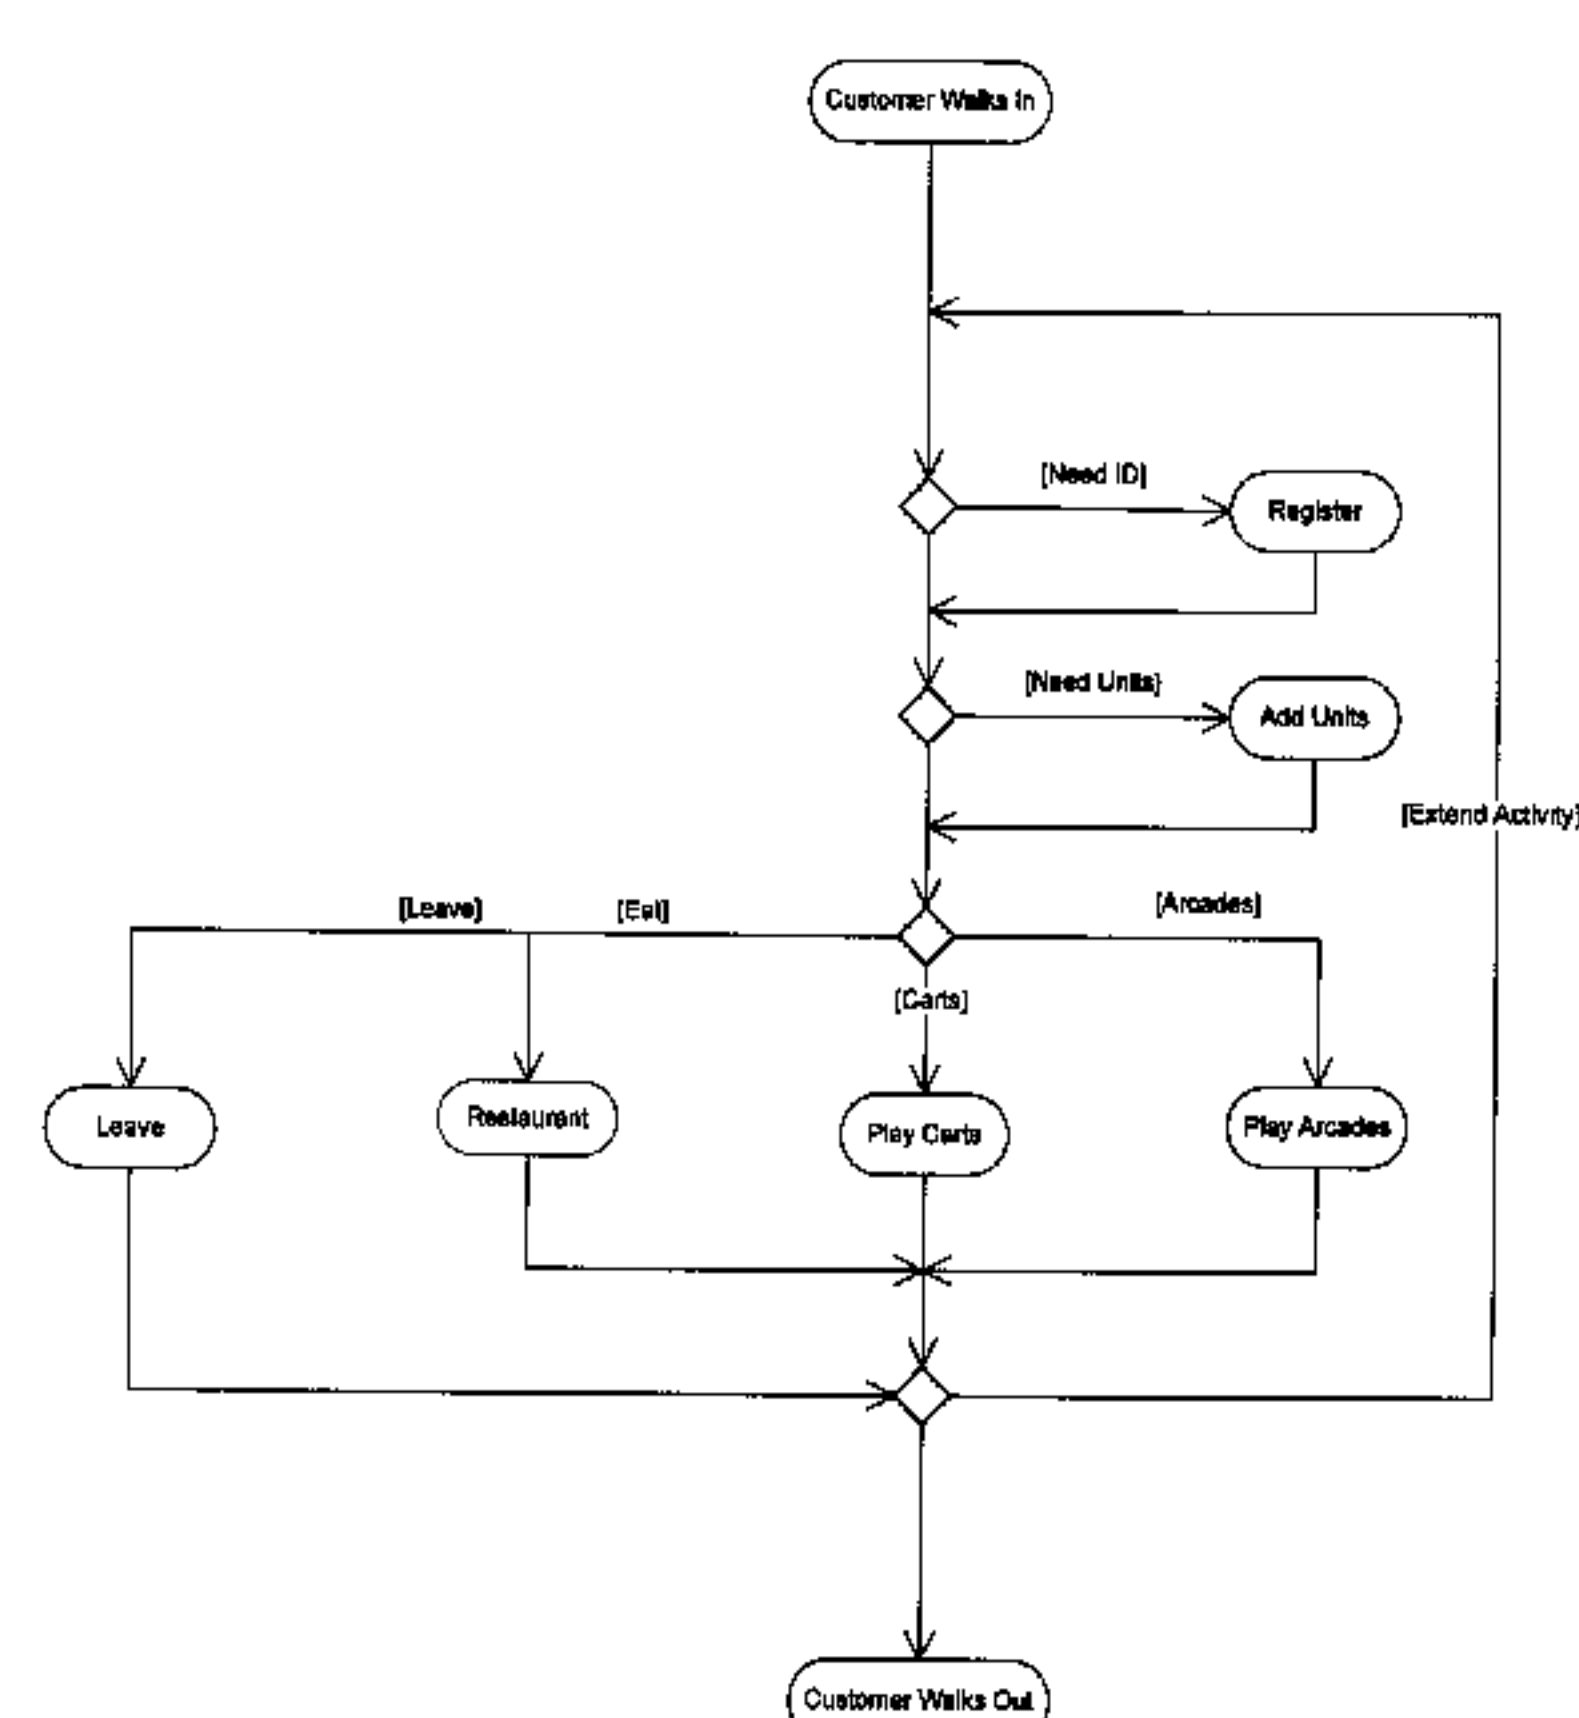 Customer Walks In
[Need ID]
Register
[Need Units]
Add Units
[Extend Activity]
[Leave]
[Eat]
[Arcades]
[Carts]
Leave
Restaurant
Play Carts
Play Arcades
Customer Walks Out